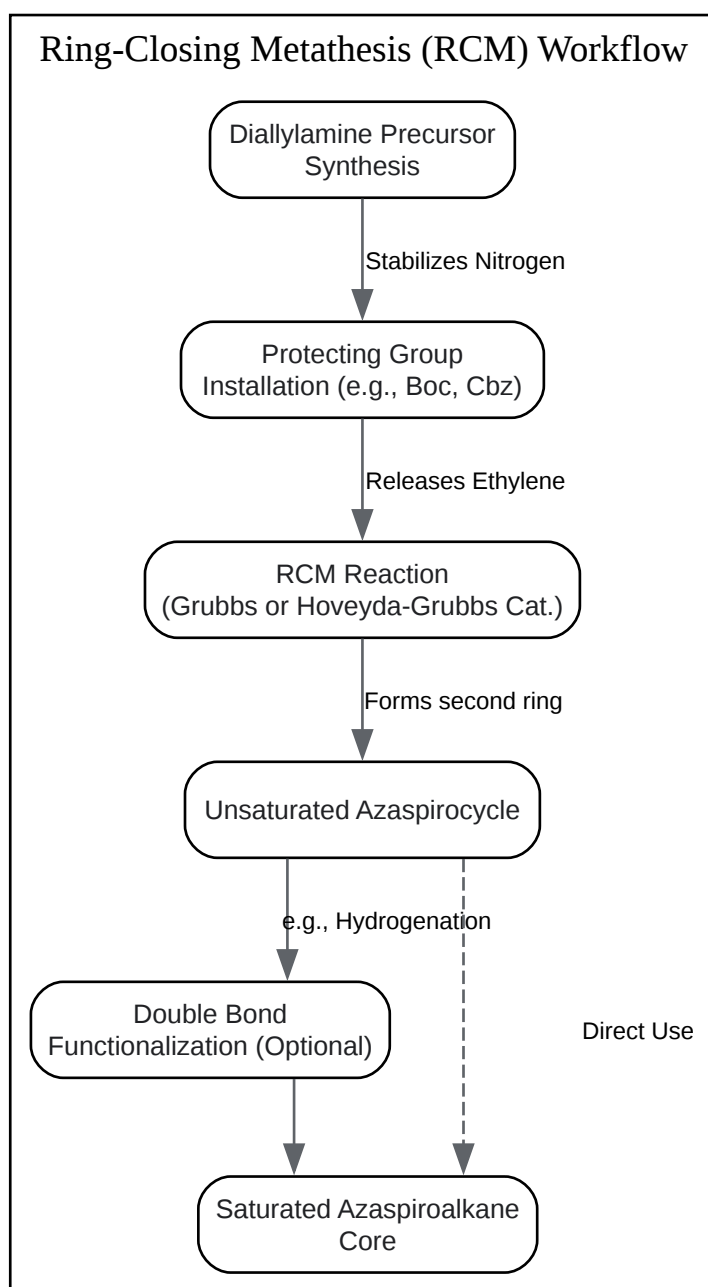 Ring-Closing Metathesis (RCM) Workflow
Diallylamine Precursor
Synthesis
Stabilizes Nitrogen
Protecting Group
Installation (e.g., Boc, Cbz)
Releases Ethylene
RCM Reaction
(Grubbs or Hoveyda-Grubbs Cat.)
Forms second ring
Unsaturated Azaspirocycle
e.g., Hydrogenation
Double Bond
Functionalization (Optional)
Direct Use
Saturated Azaspiroalkane
Core